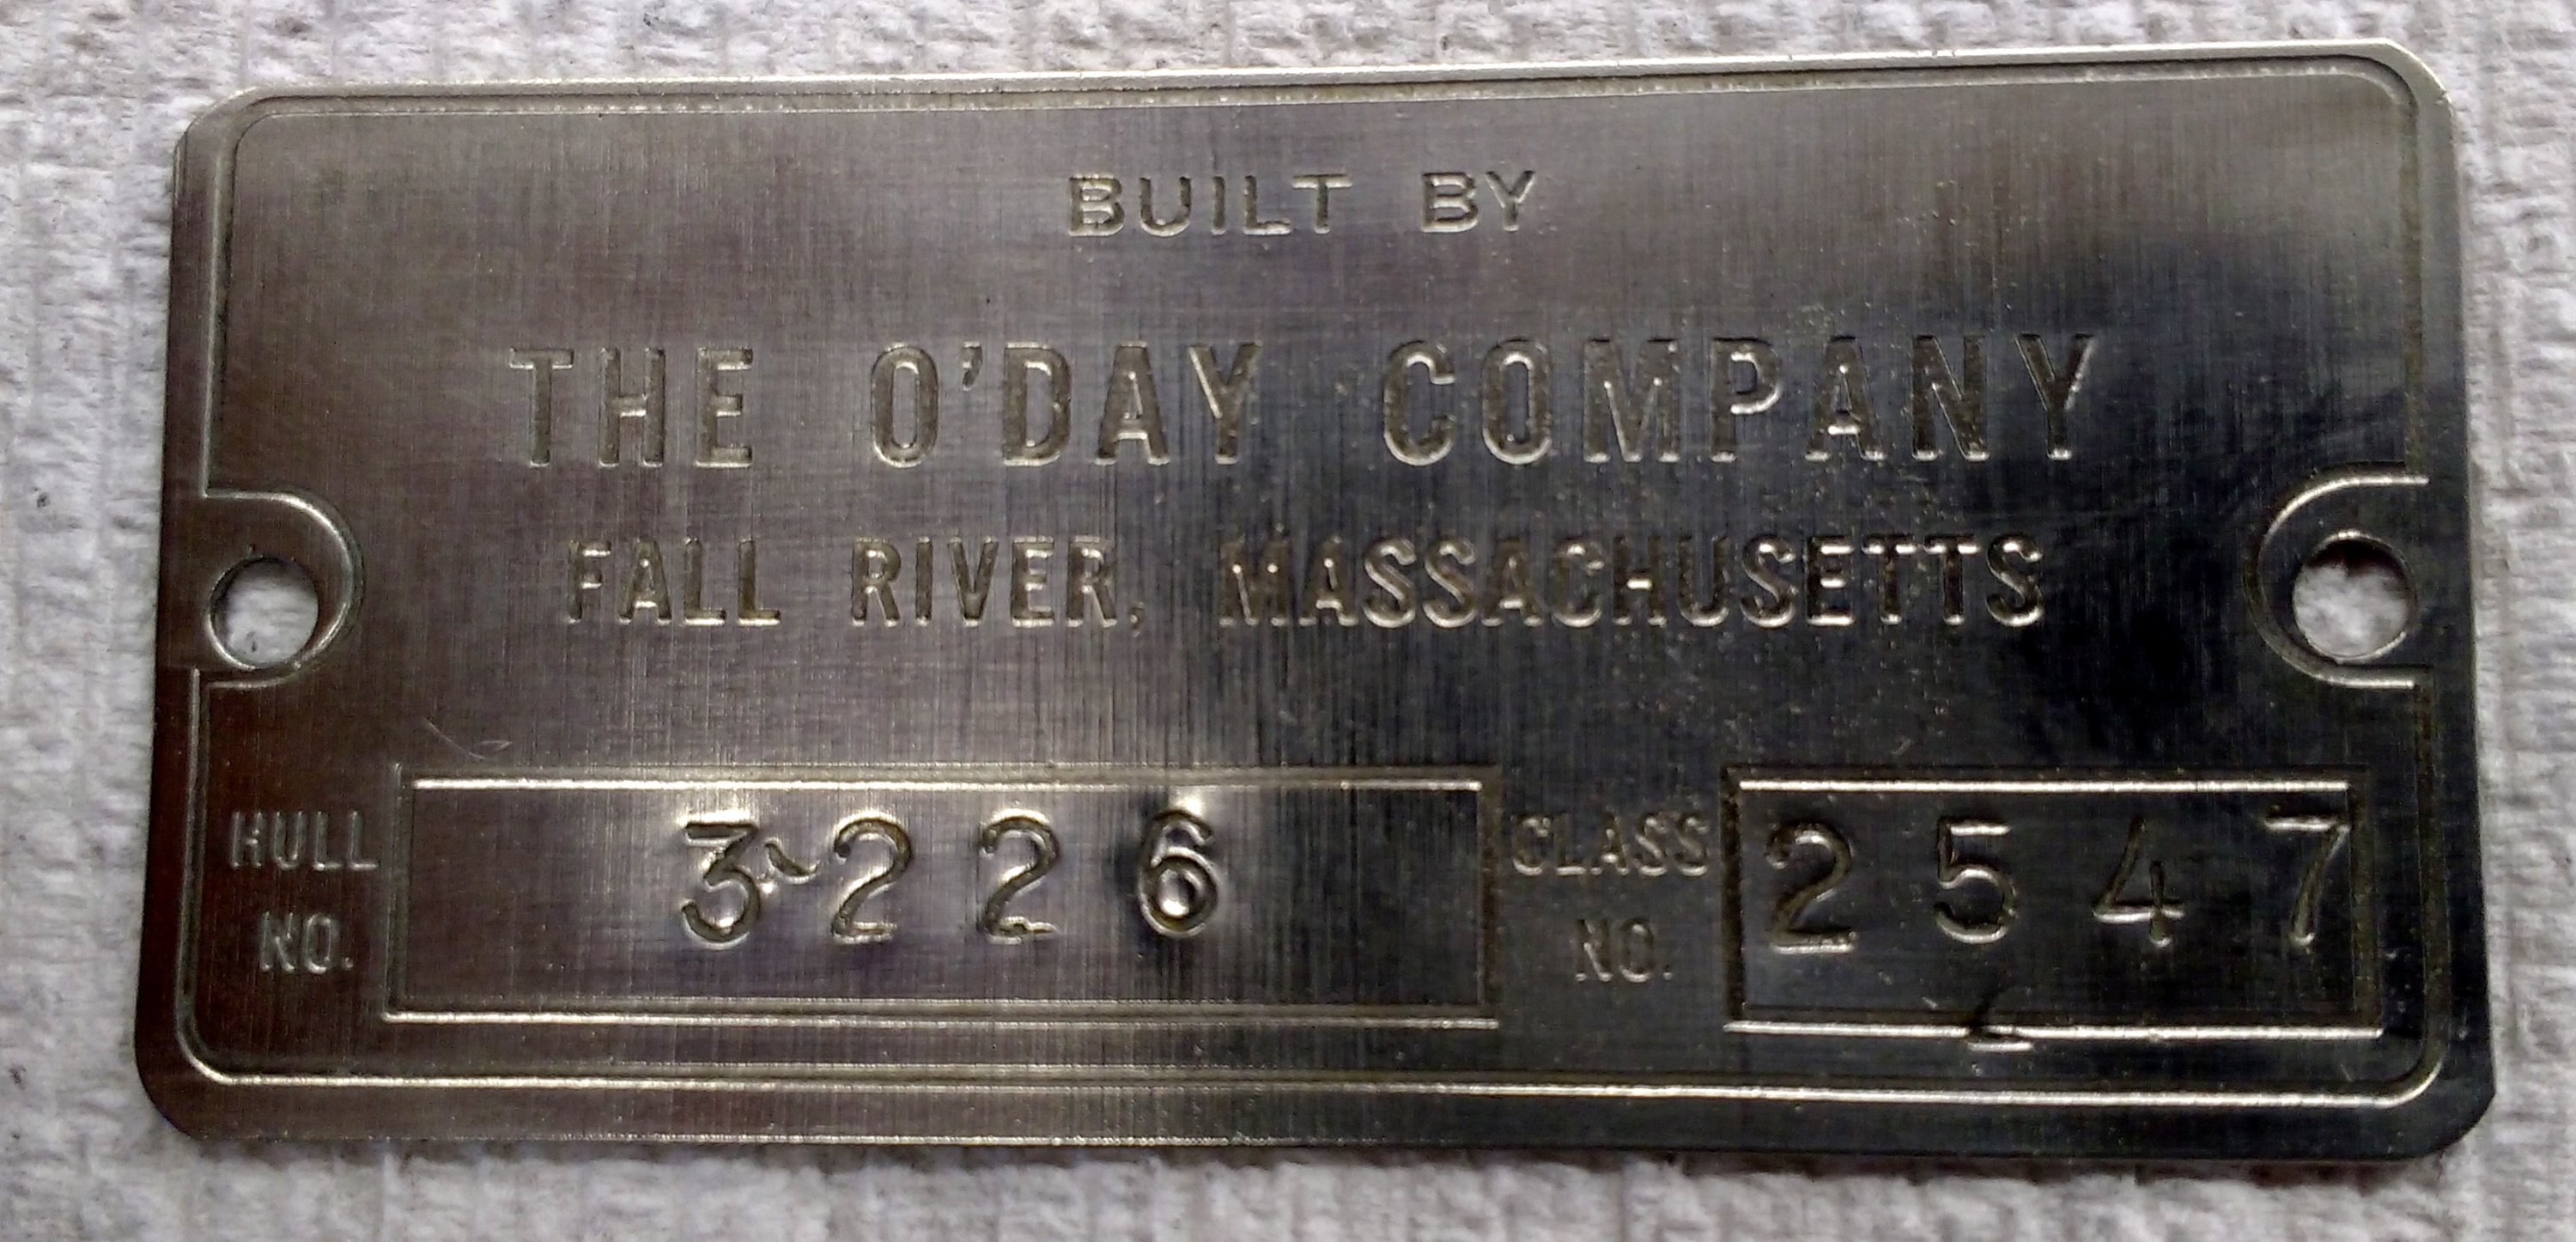 BUILT BY
THE O'DAY COMPANY
FALL RIVER, MASSACHUSETTS
HULL NO. 3226 CLASS NO. 2547